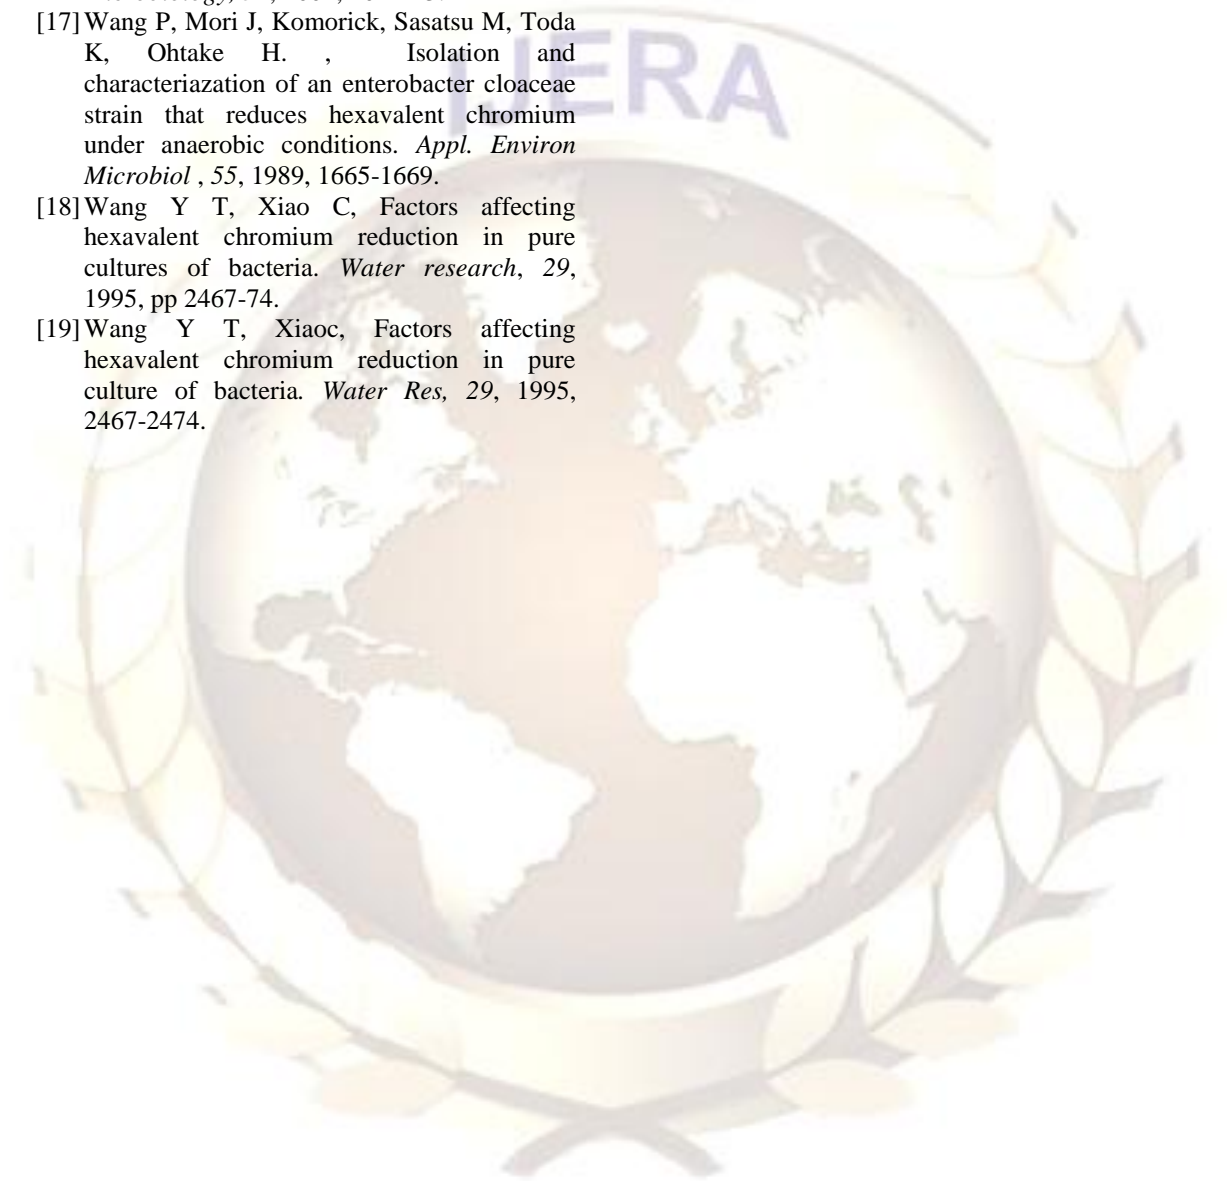 [17] Wang P, Mori J, Komorick, Sasatsu M, Toda
K, Ohtake H. , Isolation and
characteriazation of an enterobacter cloaceae
strain that reduces hexavalent chromium
under anaerobic conditions. Appl. Environ
Microbiol , 55, 1989, 1665-1669.
[18] Wang Y T, Xiao C, Factors affecting
hexavalent chromium reduction in pure
cultures of bacteria. Water research, 29,
1995, pp 2467-74.
[19] Wang Y T, Xiaoc, Factors affecting
hexavalent chromium reduction in pure
culture of bacteria. Water Res, 29, 1995,
2467-2474.
IJERA